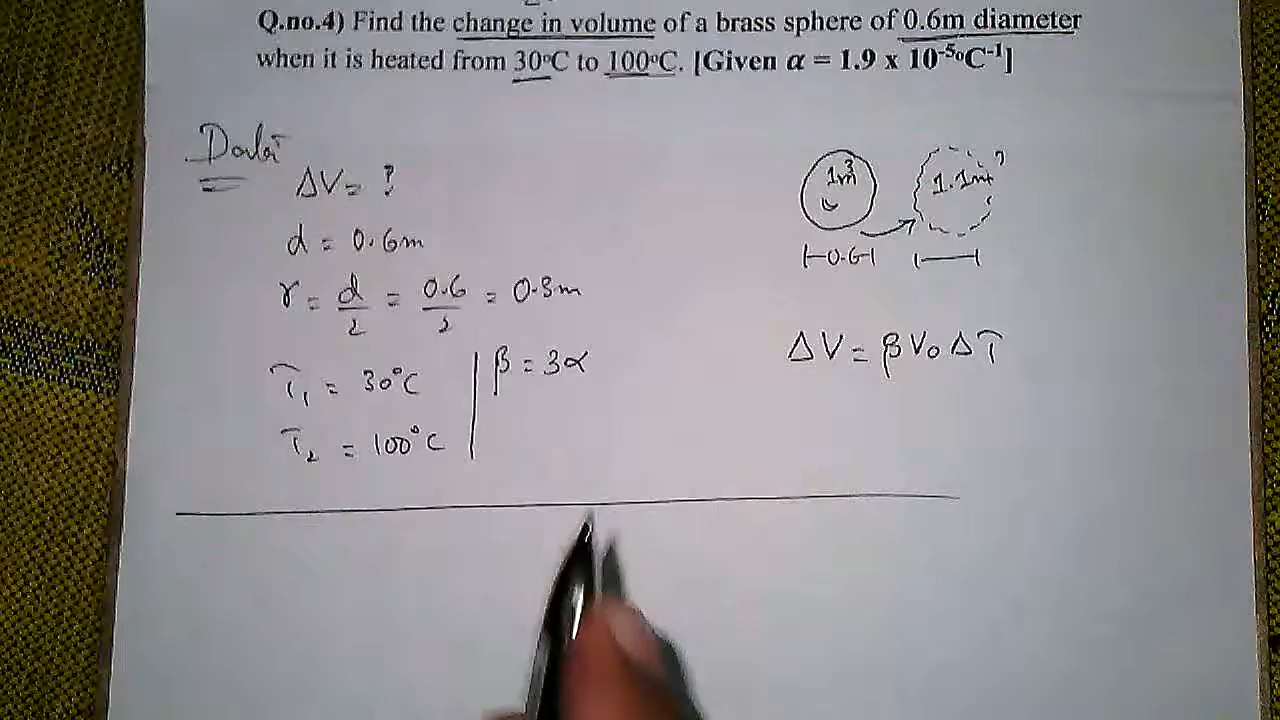 Q.no.4) Find the change in volume of a brass sphere of 0.6m diameter
when it is heated from 30°C to 100°C. [Given α = 1.9 x 10⁻⁵°C⁻¹]
Data
ΔV = ?
d = 0.6m
r = d/2 = 0.6/2 = 0.3m
T₁ = 30°C
T₂ = 100°C
β = 3α
1m³
1.1m
0.6
ΔV = βV₀ΔT